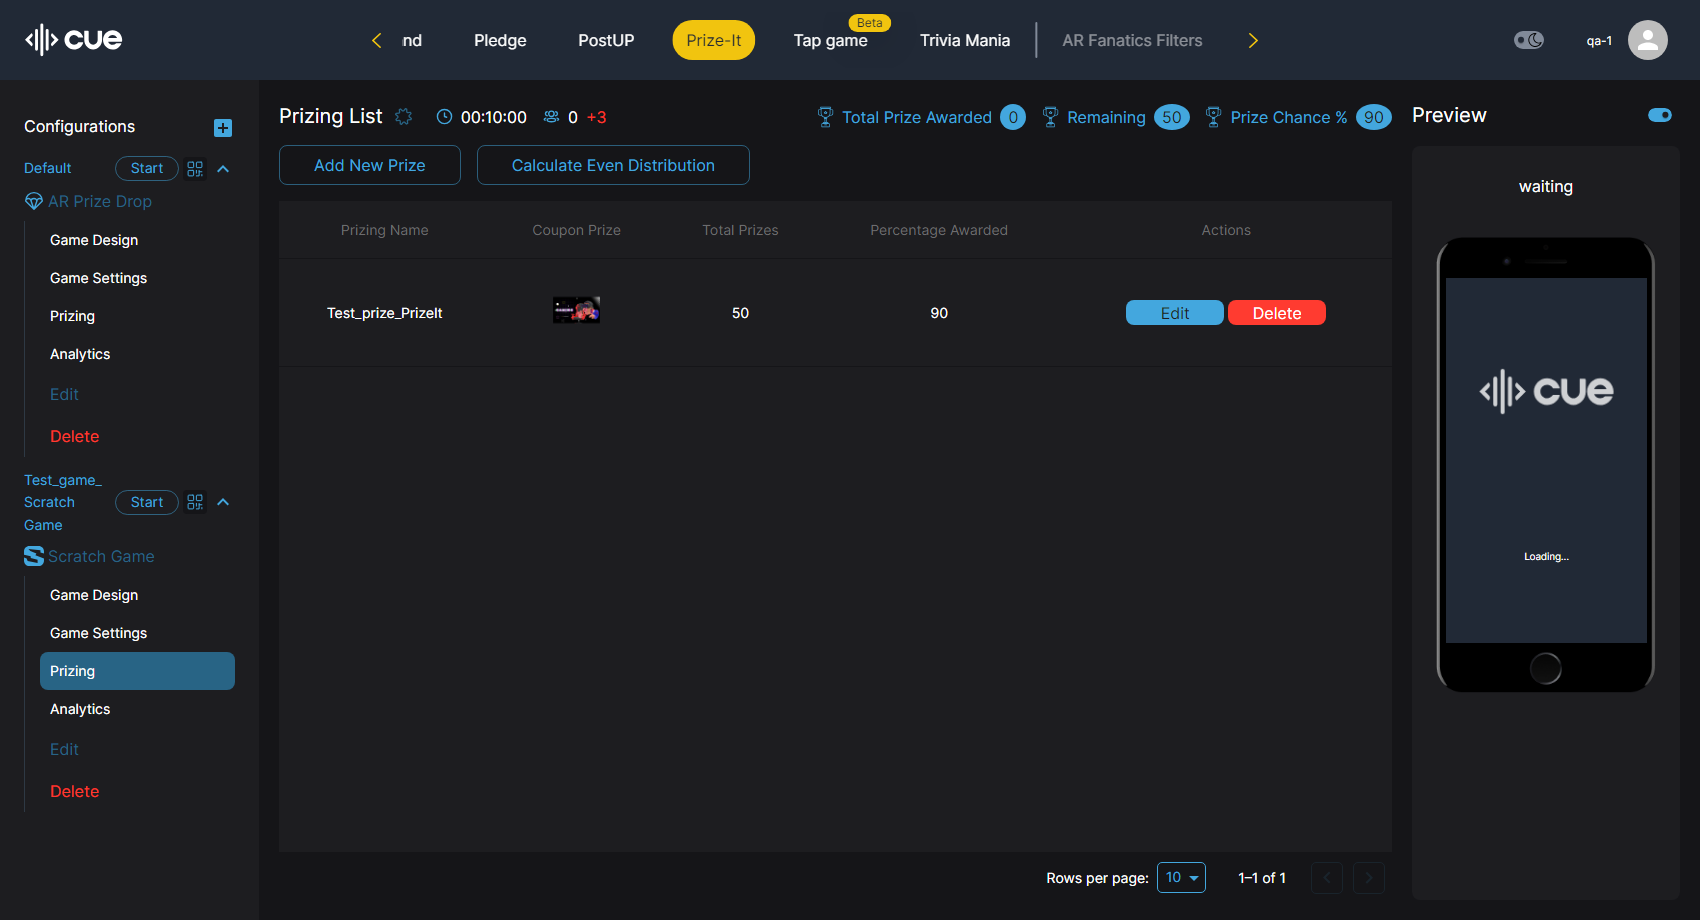 cue
nd
Pledge
PostUP
Prize-It
Beta
Tap game
Trivia Mania
AR Fanatics Filters
qa-1
Configurations
Default
Start
AR Prize Drop
Game Design
Game Settings
Prizing
Analytics
Edit
Delete
Test_game_
Scratch
Game
Start
Scratch Game
Game Design
Game Settings
Prizing
Analytics
Edit
Delete
Prizing List
00:10:00
0 +3
Total Prize Awarded 0
Remaining 50
Prize Chance % 90
Add New Prize
Calculate Even Distribution
Prizing Name Coupon Prize Total Prizes Percentage Awarded Actions
Test_prize_PrizeIt 50 90 Edit Delete
Rows per page: 10 1–1 of 1
Preview
waiting
cue
Loading...